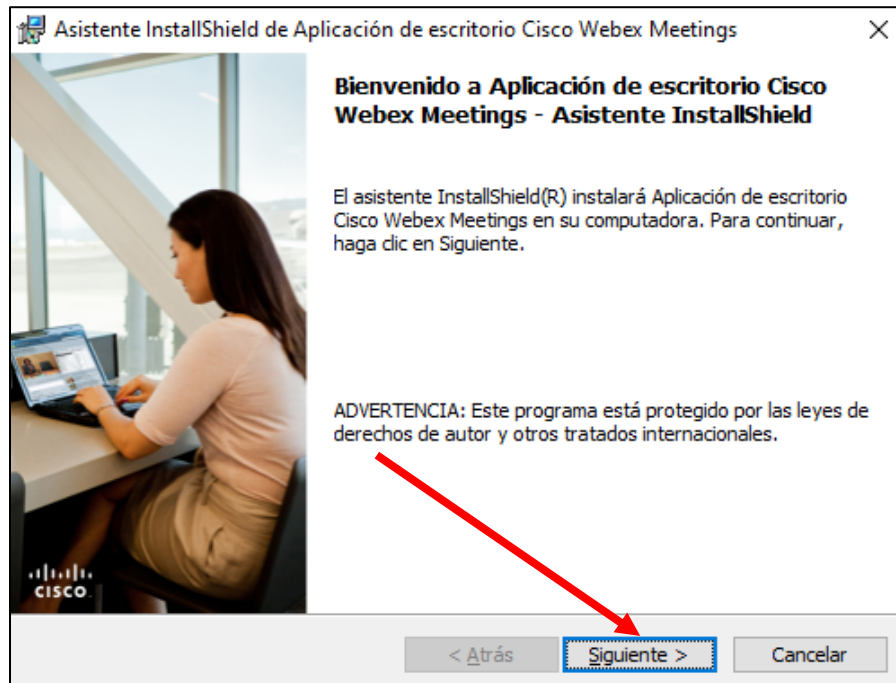 Asistente InstallShield de Aplicación de escritorio Cisco Webex Meetings
Bienvenido a Aplicación de escritorio Cisco
Webex Meetings - Asistente InstallShield
El asistente InstallShield(R) instalará Aplicación de escritorio
Cisco Webex Meetings en su computadora. Para continuar,
haga clic en Siguiente.
ADVERTENCIA: Este programa está protegido por las leyes de
derechos de autor y otros tratados internacionales.
CISCO
< Atrás
Siguiente >
Cancelar